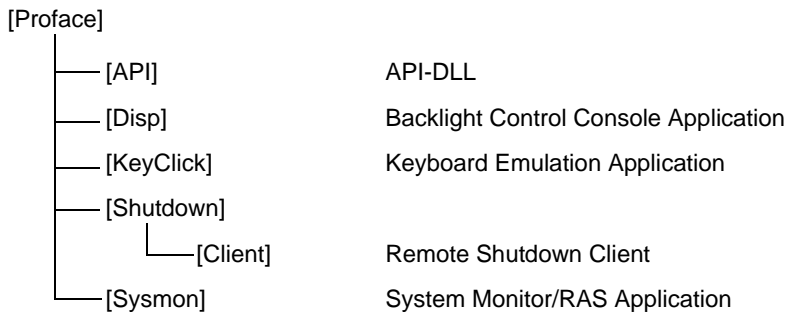 [Proface]
[API] API-DLL
[Disp] Backlight Control Console Application
[KeyClick] Keyboard Emulation Application
[Shutdown]
[Client] Remote Shutdown Client
[Sysmon] System Monitor/RAS Application